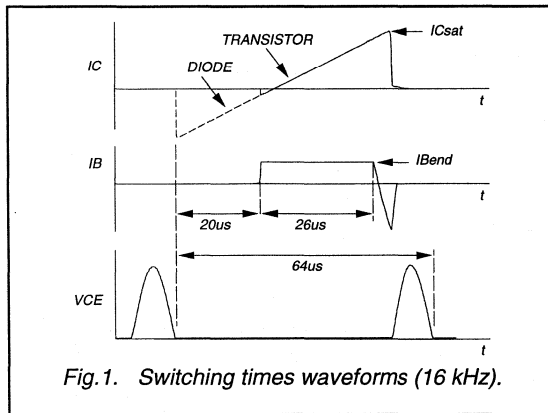 ICsat
TRANSISTOR
IC
DIODE
t
IB
IBend
t
20us
26us
64us
VCE
t
Fig.1. Switching times waveforms (16 kHz).